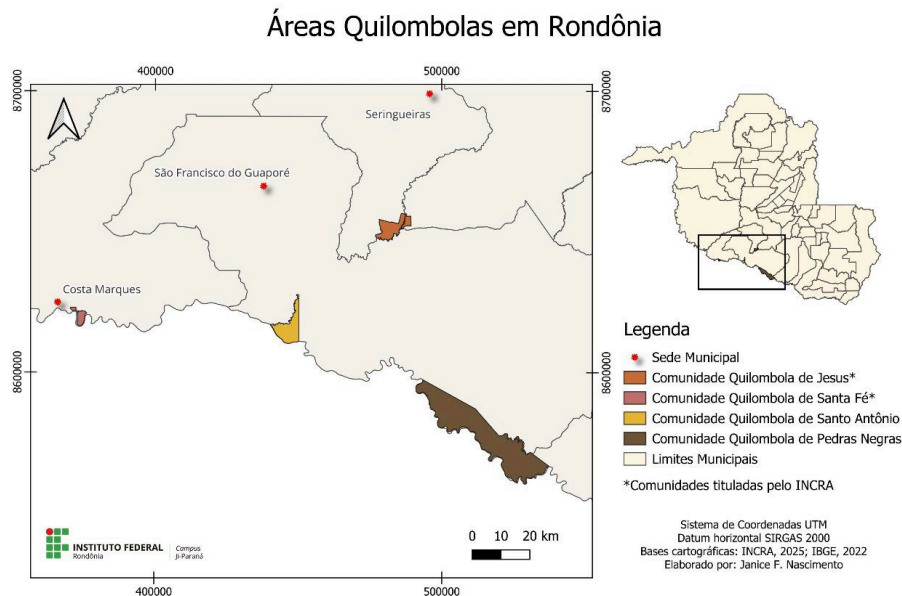 Áreas Quilombolas em Rondônia
400000
500000
8700000
8700000
Seringueiras
São Francisco do Guaporé
Costa Marques
8600000
8600000
Legenda
Sede Municipal
Comunidade Quilombola de Jesus*
Comunidade Quilombola de Santa Fé*
Comunidade Quilombola de Santo Antônio
Comunidade Quilombola de Pedras Negras
Limites Municipais
*Comunidades tituladas pelo INCRA
INSTITUTO FEDERAL
Rondônia
Campus
Ji-Paraná
0 10 20 km
400000
500000
Sistema de Coordenadas UTM
Datum horizontal SIRGAS 2000
Bases cartográficas: INCRA, 2025; IBGE, 2022
Elaborado por: Janice F. Nascimento